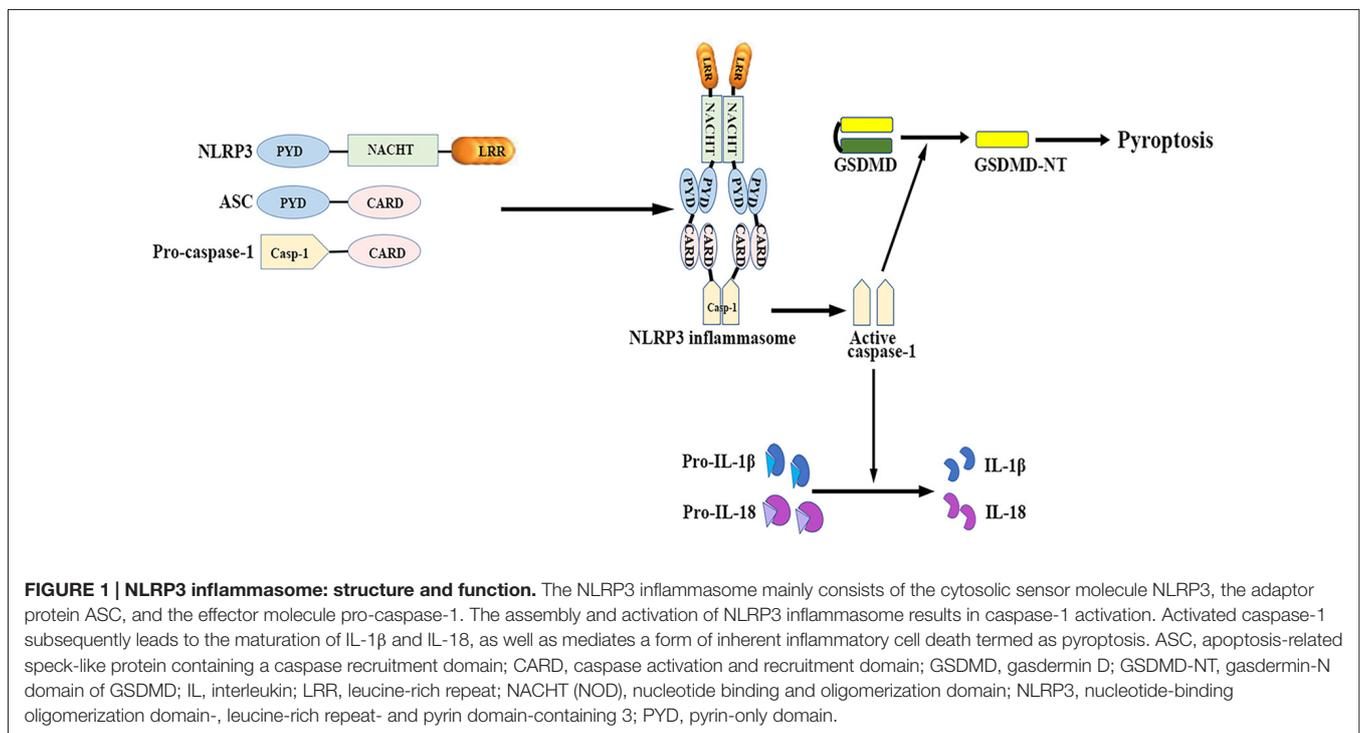 LRR LRR
NACHT NACHT
NLRP3 PYD NACHT LRR
ASC PYD CARD
Pro-caspase-1 Casp-1 CARD
PYD PYD PYD PYD
CARD CARD CARD CARD
Casp-1
NLRP3 inflammasome
GSDMD
GSDMD-NT
Pyroptosis
Active
caspase-1
Pro-IL-1β
IL-1β
Pro-IL-18
IL-18
FIGURE 1 | NLRP3 inflammasome: structure and function. The NLRP3 inflammasome mainly consists of the cytosolic sensor molecule NLRP3, the adaptor
protein ASC, and the effector molecule pro-caspase-1. The assembly and activation of NLRP3 inflammasome results in caspase-1 activation. Activated caspase-1
subsequently leads to the maturation of IL-1β and IL-18, as well as mediates a form of inherent inflammatory cell death termed as pyroptosis. ASC, apoptosis-related
speck-like protein containing a caspase recruitment domain; CARD, caspase activation and recruitment domain; GSDMD, gasdermin D; GSDMD-NT, gasdermin-N
domain of GSDMD; IL, interleukin; LRR, leucine-rich repeat; NACHT (NOD), nucleotide binding and oligomerization domain; NLRP3, nucleotide-binding
oligomerization domain-, leucine-rich repeat- and pyrin domain-containing 3; PYD, pyrin-only domain.